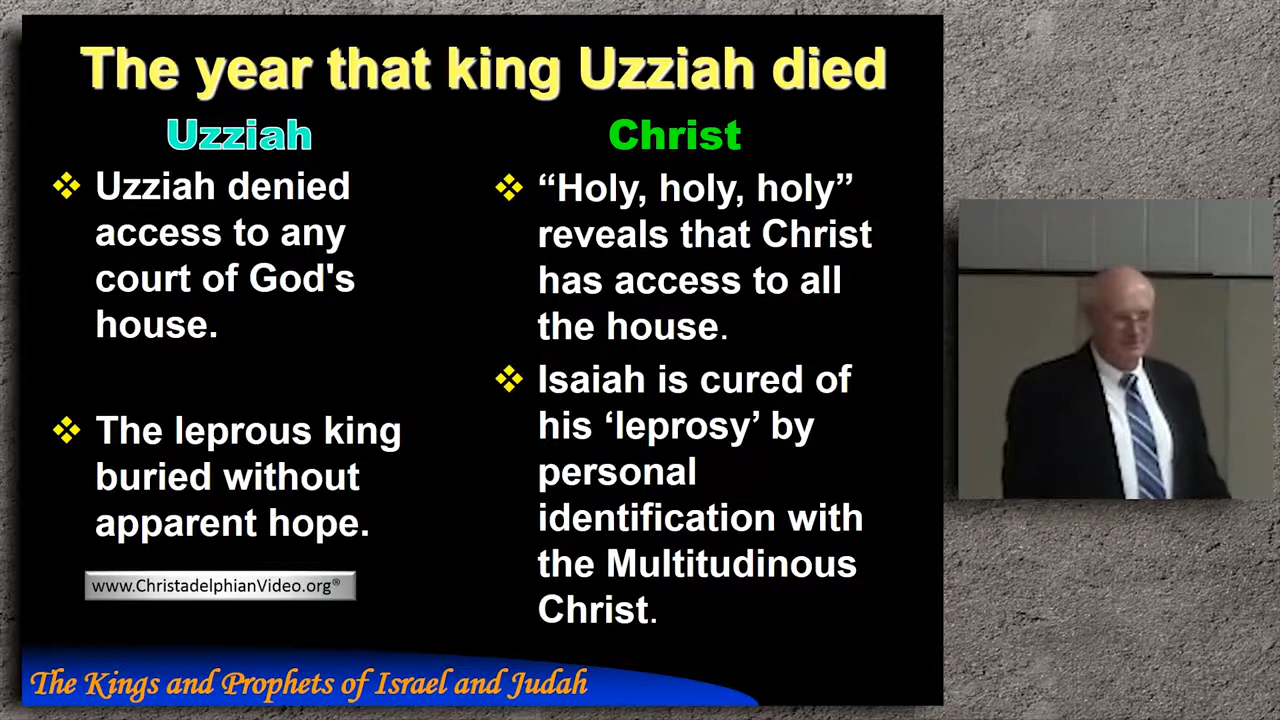 The year that king Uzziah died
Uzziah
❖ Uzziah denied
access to any
court of God's
house.
❖ The leprous king
buried without
apparent hope.
www.ChristadelphianVideo.org®
Christ
❖ “Holy, holy, holy”
reveals that Christ
has access to all
the house.
❖ Isaiah is cured of
his ‘leprosy’ by
personal
identification with
the Multitudinous
Christ.
The Kings and Prophets of Israel and Judah